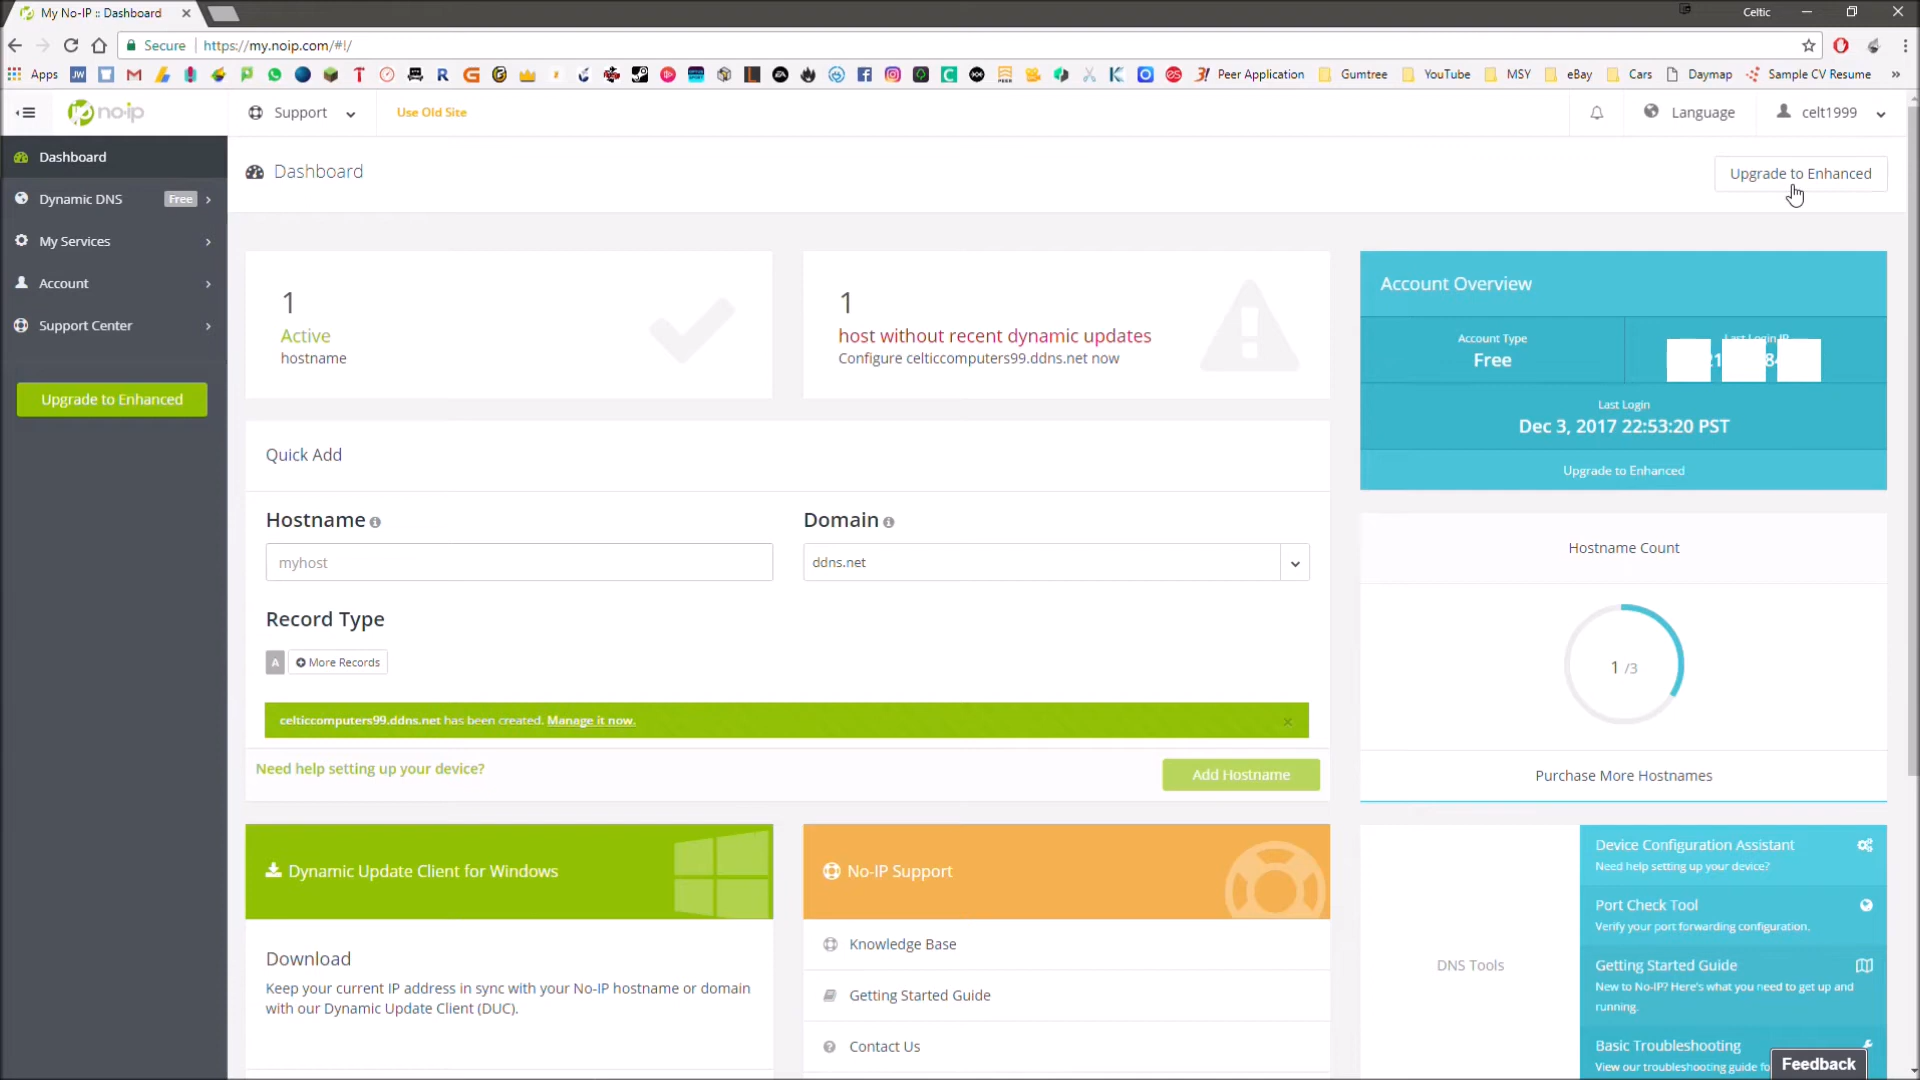 My No-IP :: Dashboard
Celtic
Secure
https://my.noip.com/#!/
Apps
Peer Application
Gumtree
YouTube
MSY
eBay
Cars
Daymap
Sample CV Resume
no-ip
Support
Use Old Site
Language
celt1999
Dashboard
Dynamic DNS
Free
My Services
Account
Support Center
Upgrade to Enhanced
Dashboard
Upgrade to Enhanced
1
Active
hostname
1
host without recent dynamic updates
Configure celticcomputers99.ddns.net now
Account Overview
Account Type
Free
Last Login IP
Last Login
Dec 3, 2017 22:53:20 PST
Upgrade to Enhanced
Quick Add
Hostname
myhost
Domain
ddns.net
Record Type
A
More Records
celticcomputers99.ddns.net has been created. Manage it now.
Need help setting up your device?
Add Hostname
Hostname Count
1 /3
Purchase More Hostnames
Dynamic Update Client for Windows
Download
Keep your current IP address in sync with your No-IP hostname or domain
with our Dynamic Update Client (DUC).
No-IP Support
Knowledge Base
Getting Started Guide
Contact Us
DNS Tools
Device Configuration Assistant
Need help setting up your device?
Port Check Tool
Verify your port forwarding configuration.
Getting Started Guide
New to No-IP? Here's what you need to get up and
running.
Basic Troubleshooting
View our troubleshooting guide
Feedback